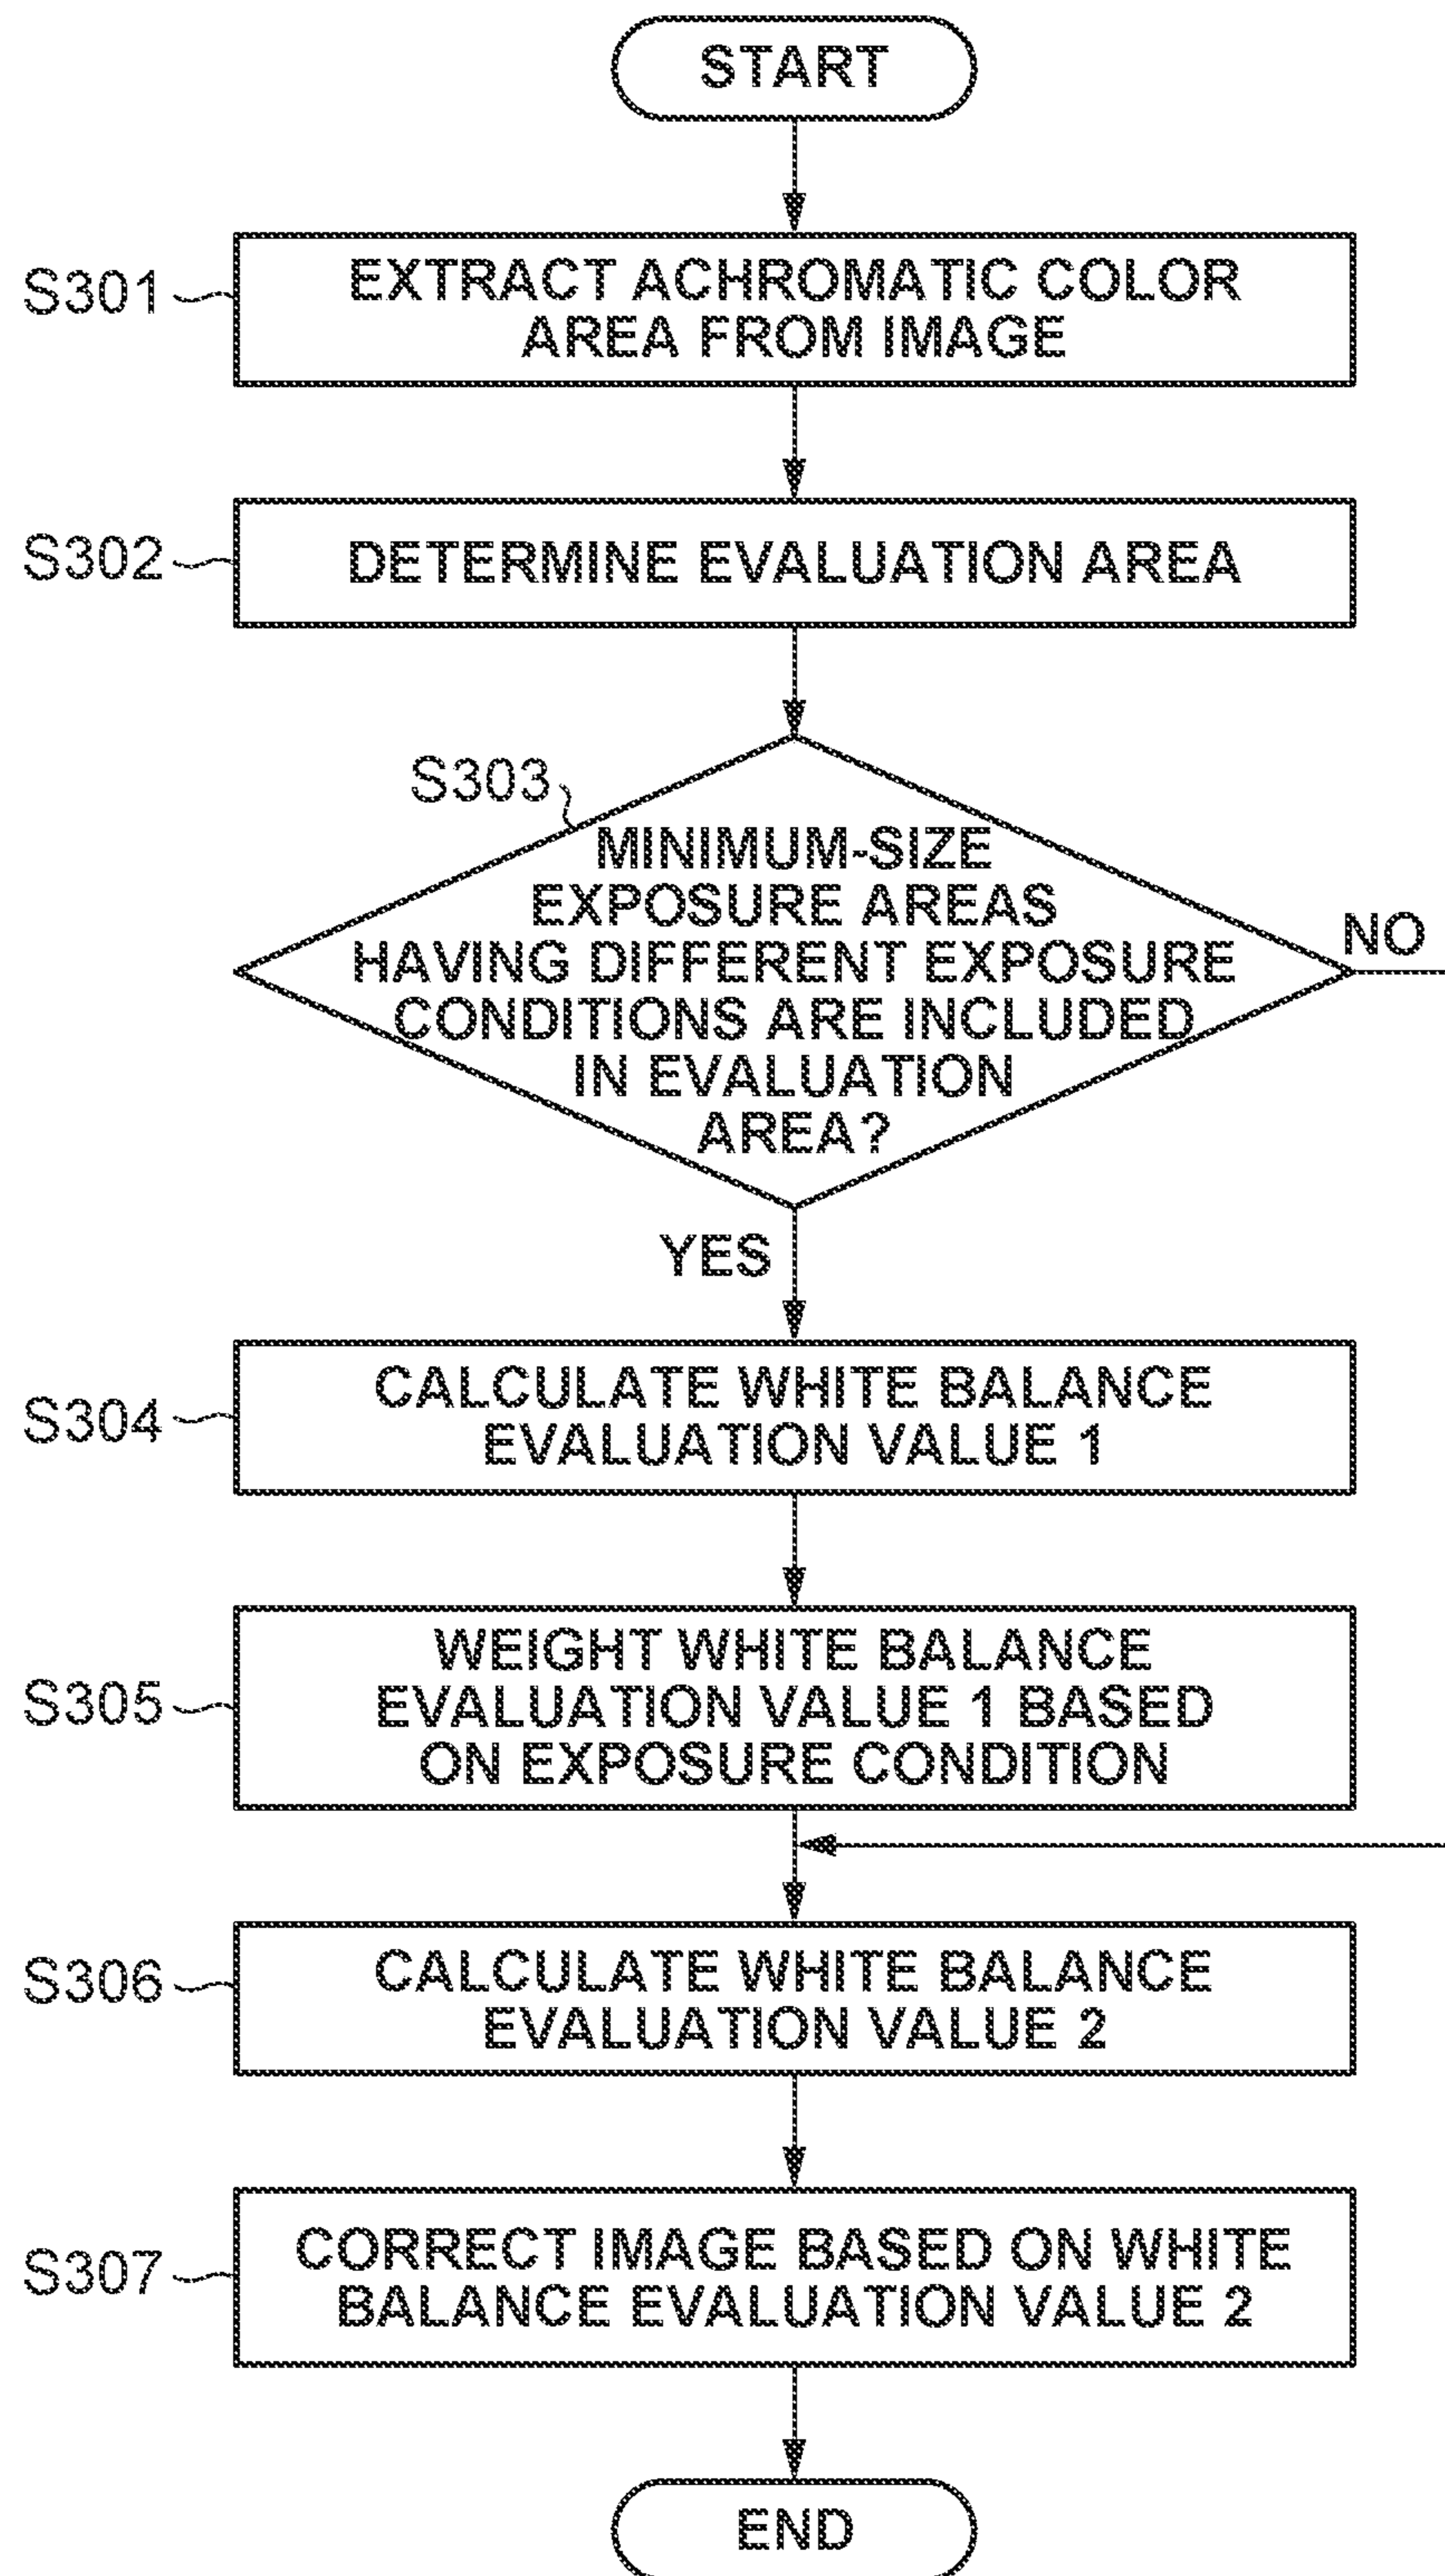 START
S301
EXTRACT ACHROMATIC COLOR
AREA FROM IMAGE
S302
DETERMINE EVALUATION AREA
S303
MINIMUM-SIZE
EXPOSURE AREAS
HAVING DIFFERENT EXPOSURE
CONDITIONS ARE INCLUDED
IN EVALUATION
AREA?
NO
YES
S304
CALCULATE WHITE BALANCE
EVALUATION VALUE 1
S305
WEIGHT WHITE BALANCE
EVALUATION VALUE 1 BASED
ON EXPOSURE CONDITION
S306
CALCULATE WHITE BALANCE
EVALUATION VALUE 2
S307
CORRECT IMAGE BASED ON WHITE
BALANCE EVALUATION VALUE 2
END